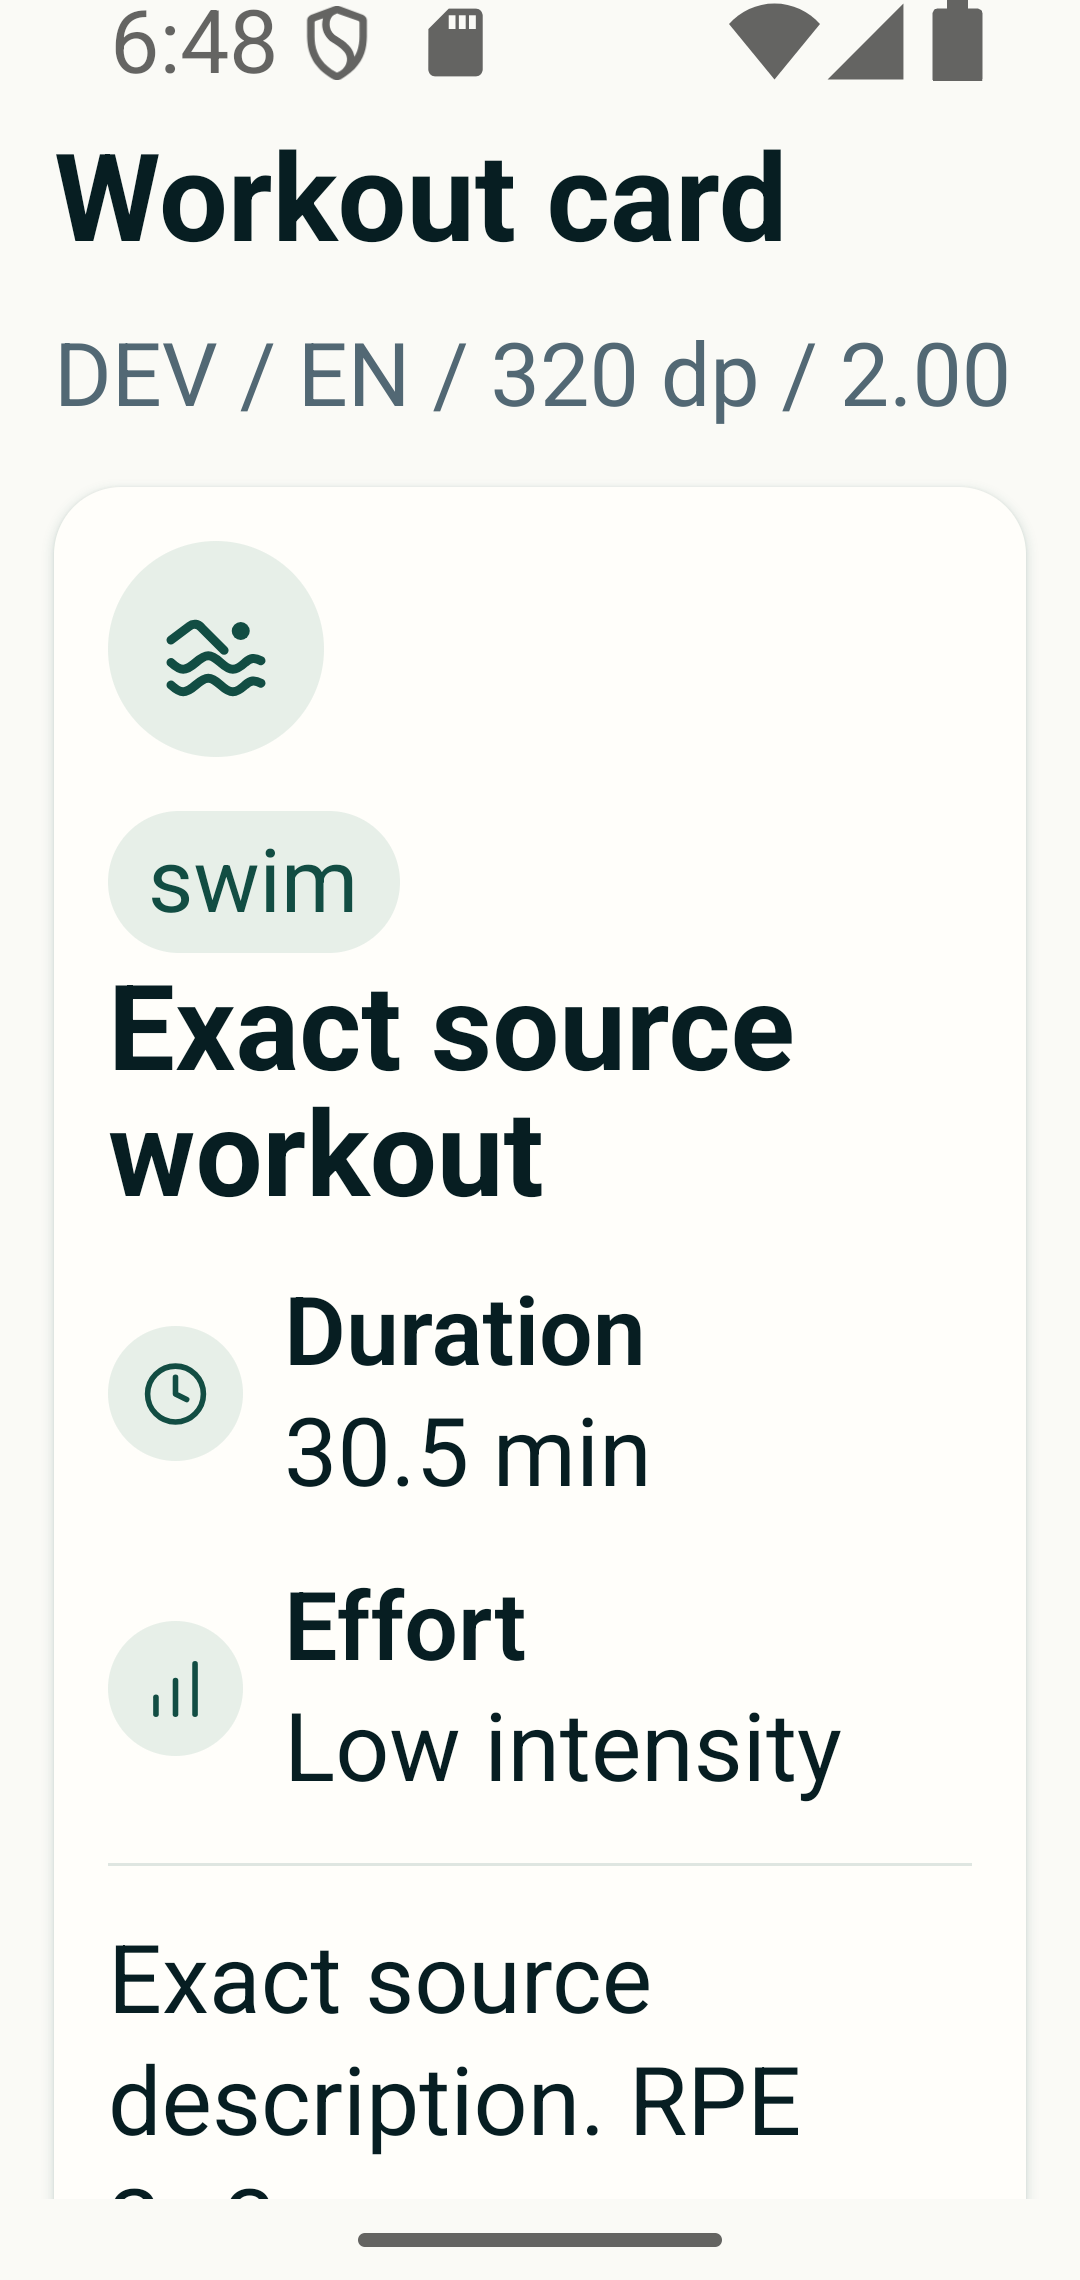 6:48
Workout card
DEV / EN / 320 dp / 2.00
swim
Exact source
workout
Duration
30.5 min
Effort
Low intensity
Exact source
description. RPE